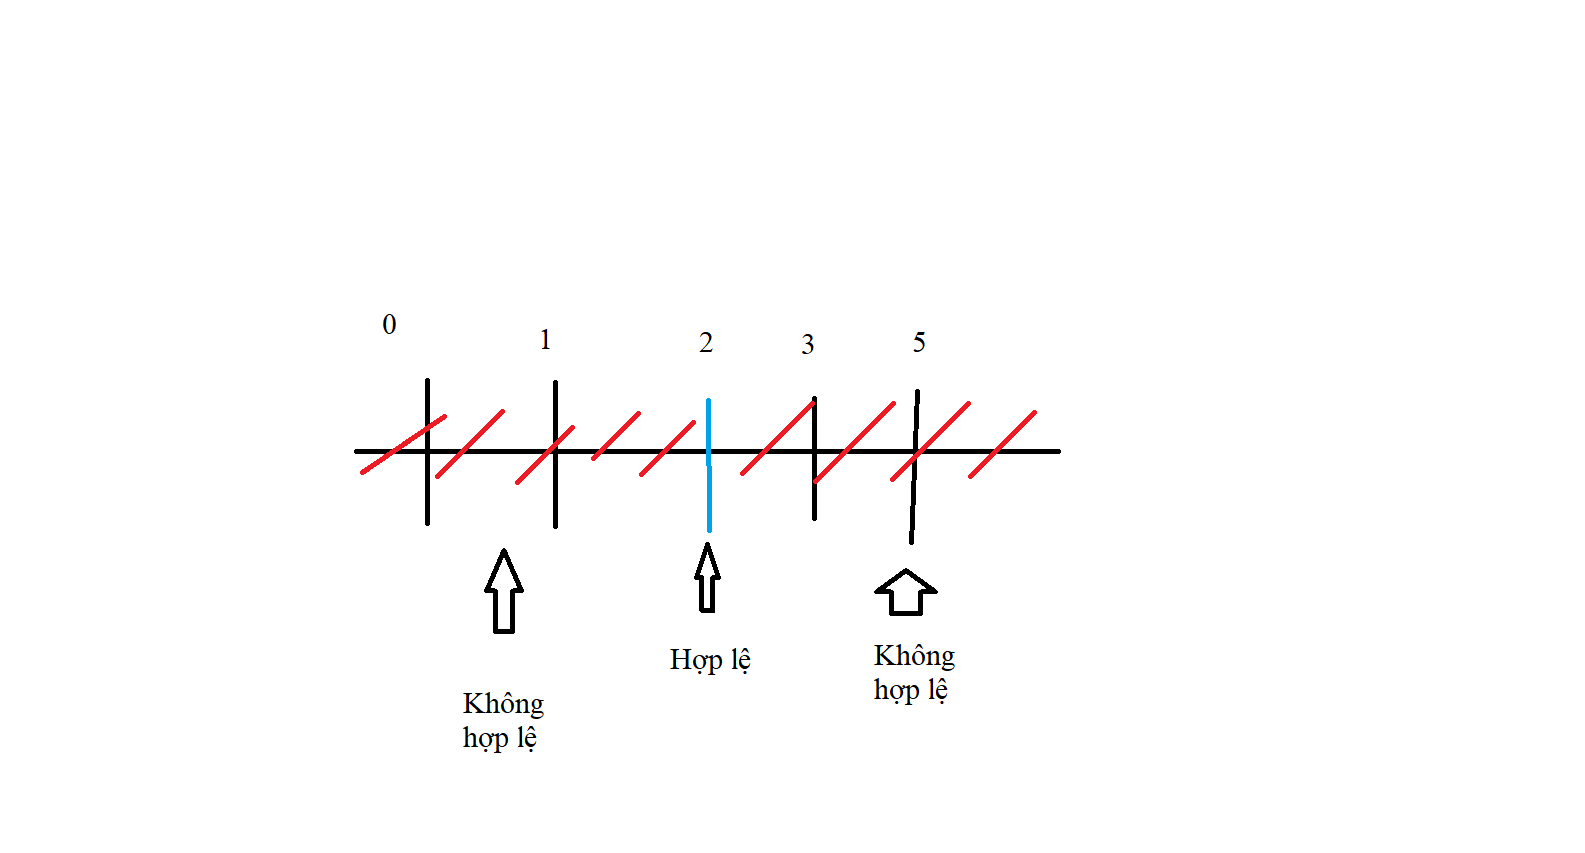 0
1
2
3
5
Hợp lệ
Không
hợp lệ
Không
hợp lệ